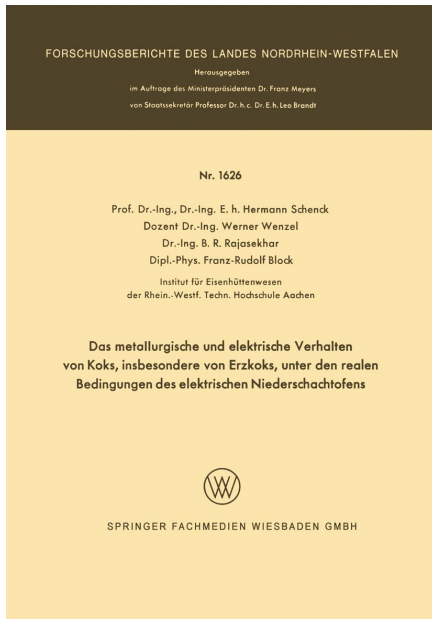 FORSCHUNGSBERICHTE DES LANDES NORDRHEIN-WESTFALEN
Herausgegeben
im Auftrage des Ministerpräsidenten Dr. Franz Meyers
von Staatssekretär Professor Dr. h. c. Dr. E. h. Leo Brandt
Nr. 1626
Prof. Dr.-Ing., Dr.-Ing. E. h. Hermann Schenck
Dozent Dr.-Ing. Werner Wenzel
Dr.-Ing. B. R. Rajasekhar
Dipl.-Phys. Franz-Rudolf Block
Institut für Eisenhüttenwesen
der Rhein.-Westf. Techn. Hochschule Aachen
Das metallurgische und elektrische Verhalten
von Koks, insbesondere von Erzkoks, unter den realen
Bedingungen des elektrischen Niederschachtofens
SPRINGER FACHMEDIEN WIESBADEN GMBH